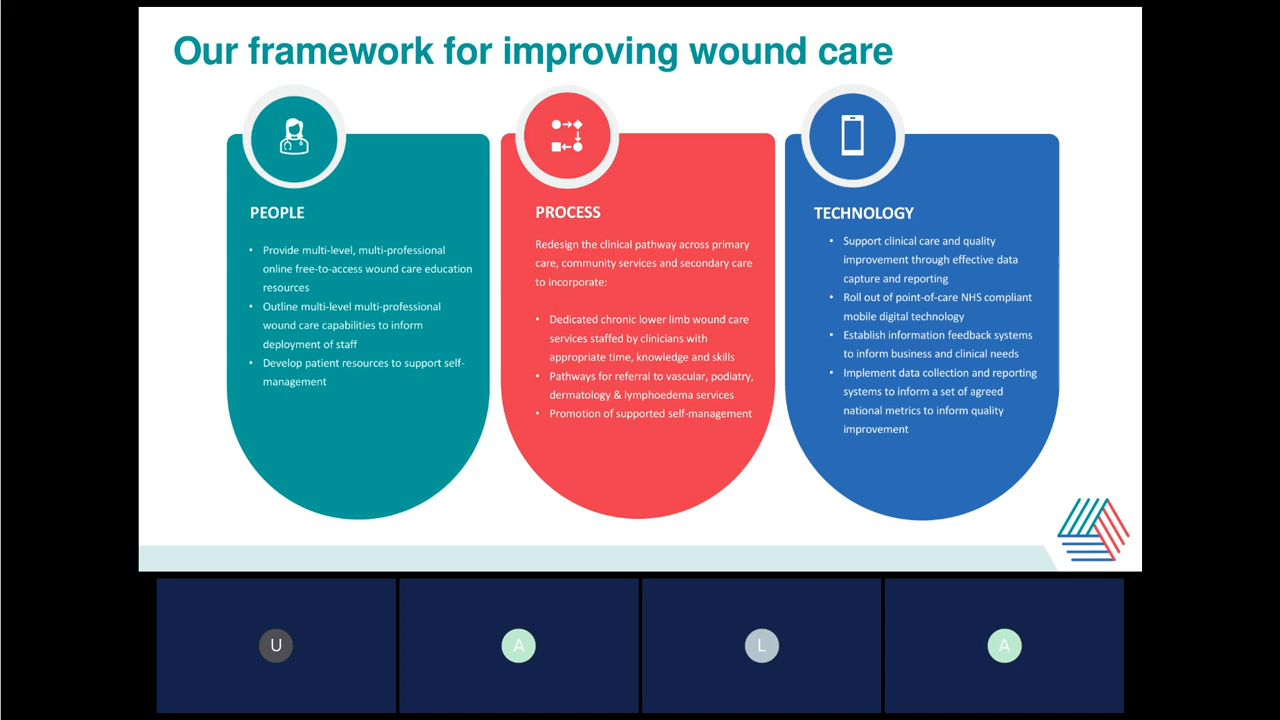 Our framework for improving wound care
PEOPLE
• Provide multi-level, multi-professional
online free-to-access wound care education
resources
• Outline multi-level multi-professional
wound care capabilities to inform
deployment of staff
• Develop patient resources to support self-
management
PROCESS
Redesign the clinical pathway across primary
care, community services and secondary care
to incorporate:
• Dedicated chronic lower limb wound care
services staffed by clinicians with
appropriate time, knowledge and skills
• Pathways for referral to vascular, podiatry,
dermatology & lymphoedema services
• Promotion of supported self-management
TECHNOLOGY
• Support clinical care and quality
improvement through effective data
capture and reporting
• Roll out of point-of-care NHS compliant
mobile digital technology
• Establish information feedback systems
to inform business and clinical needs
• Implement data collection and reporting
systems to inform a set of agreed
national metrics to inform quality
improvement
U
A
L
A